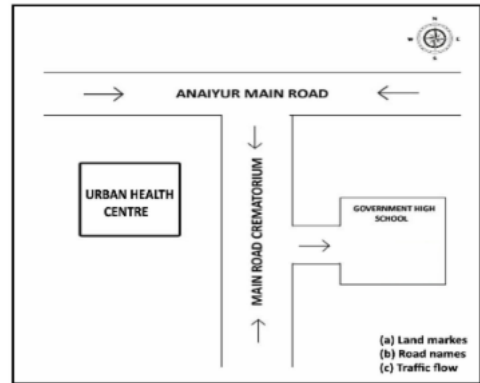 N
W
S
ANAIYUR MAIN ROAD
URBAN HEALTH
CENTRE
MAIN ROAD CREMATORIUM
GOVERNMENT HIGH
SCHOOL
(a) Land markes
(b) Road names
(c) Traffic flow